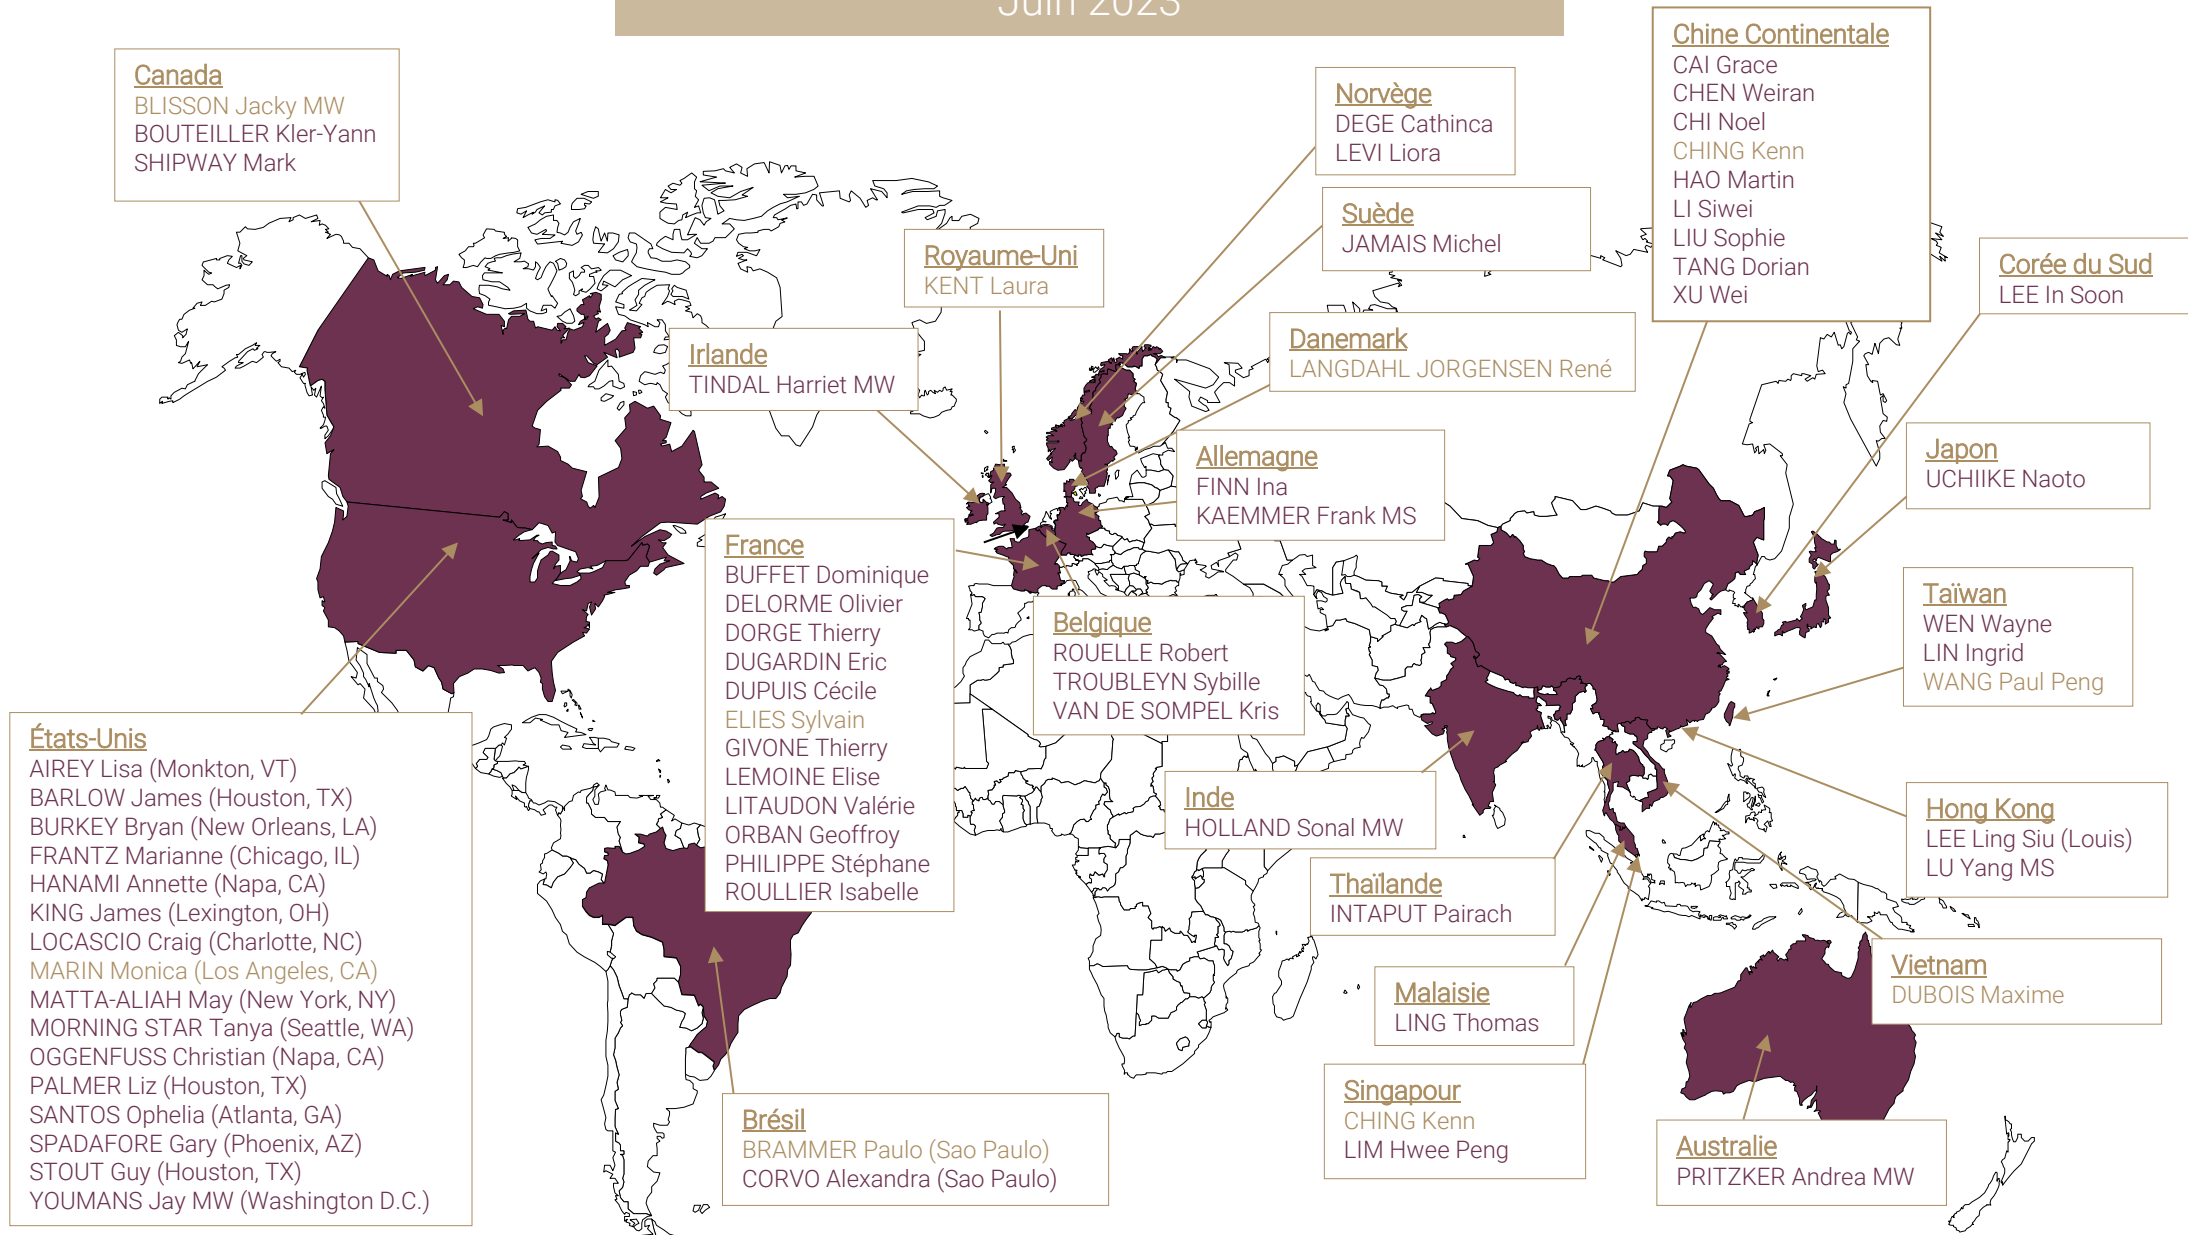 Juin 2023
Canada
BLISSON Jacky MW
BOUTEILLER Kler-Yann
SHIPWAY Mark
Norvège
DEGE Cathinca
LEVI Liora
Chine Continentale
CAI Grace
CHEN Weiran
CHI Noel
CHING Kenn
HAO Martin
LI Siwei
LIU Sophie
TANG Dorian
XU Wei
Suède
JAMAIS Michel
Royaume-Uni
KENT Laura
Corée du Sud
LEE In Soon
Irlande
TINDAL Harriet MW
Danemark
LANGDAHL JORGENSEN René
Allemagne
FINN Ina
KAEMMER Frank MS
Japon
UCHIIKE Naoto
France
BUFFET Dominique
DELORME Olivier
DORGE Thierry
DUGARDIN Eric
DUPUIS Cécile
ELIES Sylvain
GIVONE Thierry
LEMOINE Elise
LITAUDON Valérie
ORBAN Geoffroy
PHILIPPE Stéphane
ROULLIER Isabelle
Belgique
ROUELLE Robert
TROUBLEYN Sybille
VAN DE SOMPEL Kris
Taïwan
WEN Wayne
LIN Ingrid
WANG Paul Peng
États-Unis
AIREY Lisa (Monkton, VT)
BARLOW James (Houston, TX)
BURKEY Bryan (New Orleans, LA)
FRANTZ Marianne (Chicago, IL)
HANAMI Annette (Napa, CA)
KING James (Lexington, OH)
LOCASCIO Craig (Charlotte, NC)
MARIN Monica (Los Angeles, CA)
MATTA-ALIAH May (New York, NY)
MORNING STAR Tanya (Seattle, WA)
OGGENFUSS Christian (Napa, CA)
PALMER Liz (Houston, TX)
SANTOS Ophelia (Atlanta, GA)
SPADAFORE Gary (Phoenix, AZ)
STOUT Guy (Houston, TX)
YOUMANS Jay MW (Washington D.C.)
Inde
HOLLAND Sonal MW
Hong Kong
LEE Ling Siu (Louis)
LU Yang MS
Thaïlande
INTAPUT Pairach
Vietnam
DUBOIS Maxime
Malaisie
LING Thomas
Singapour
CHING Kenn
LIM Hwee Peng
Brésil
BRAMMER Paulo (Sao Paulo)
CORVO Alexandra (Sao Paulo)
Australie
PRITZKER Andrea MW